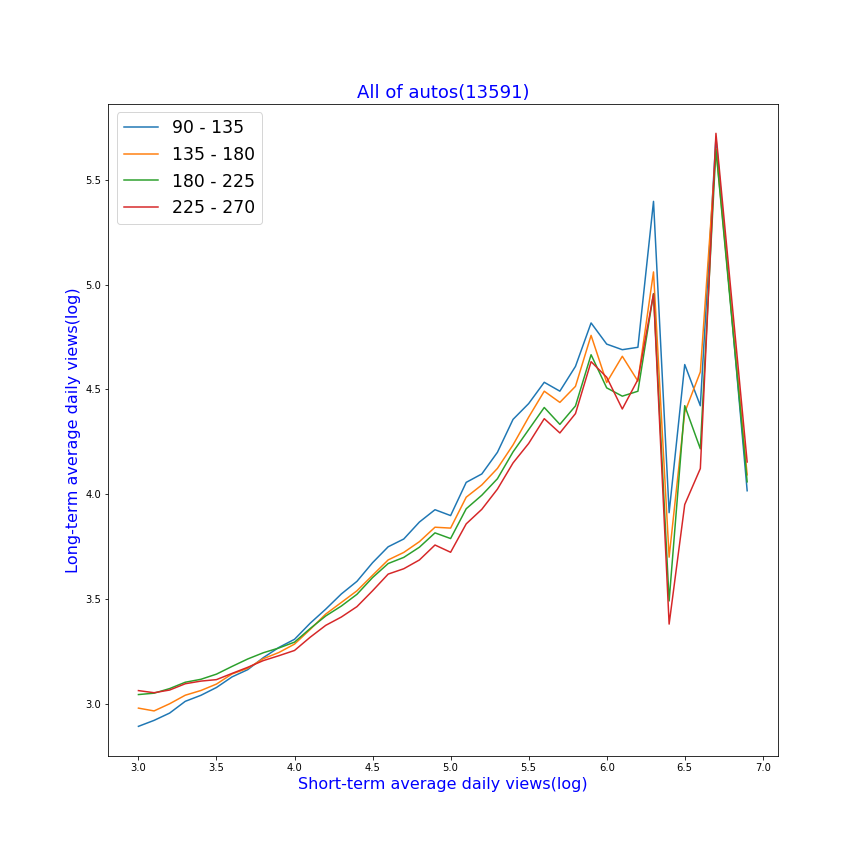 All of autos(13591)
90 - 135
135 - 180
180 - 225
225 - 270
Long-term average daily views(log)
5.5
5.0
4.5
4.0
3.5
3.0
3.0 3.5 4.0 4.5 5.0 5.5 6.0 6.5 7.0
Short-term average daily views(log)